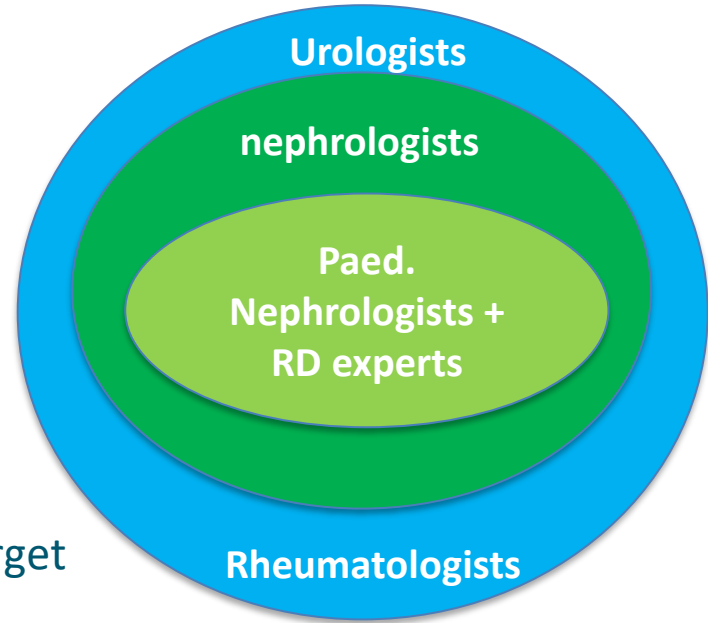 Urologists
nephrologists
Paed.
Nephrologists +
RD experts
Rheumatologists